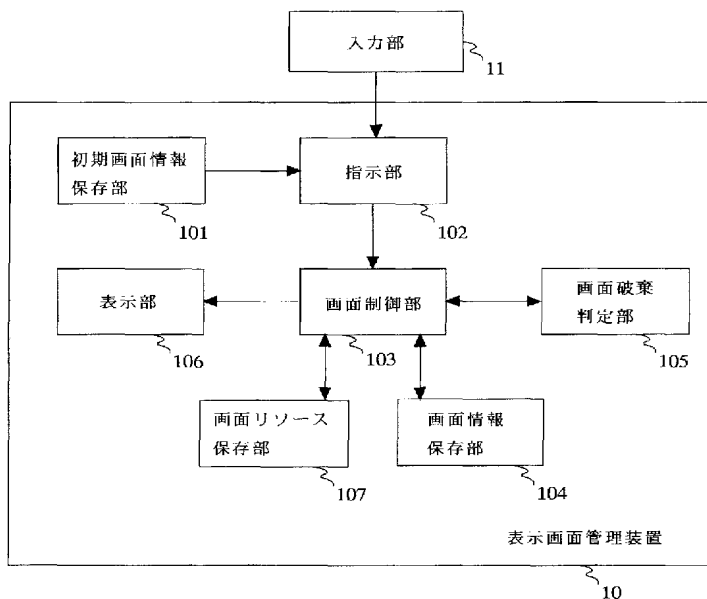 入力部
11
初期画面情報
保存部
101
指示部
102
表示部
106
画面制御部
103
画面破棄
判定部
105
画面リソース
保存部
107
画面情報
保存部
104
表示画面管理装置
10